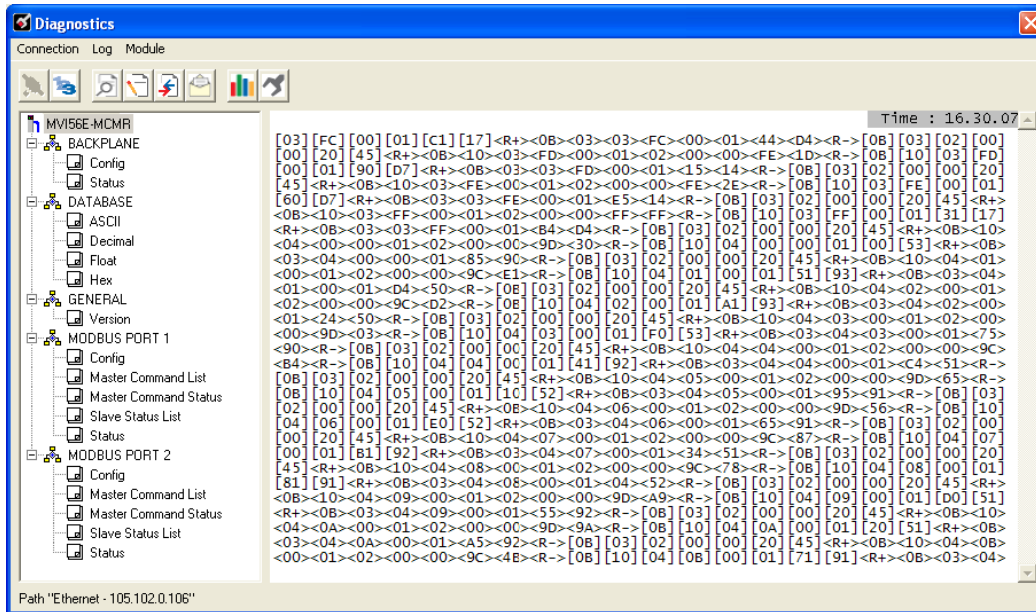 Diagnostics
Connection Log Module
Time : 16.30.07
MVI56E-MCMR
BACKPLANE
Config
Status
DATABASE
ASCII
Decimal
Float
Hex
GENERAL
Version
MODBUS PORT 1
Config
Master Command List
Master Command Status
Slave Status List
Status
MODBUS PORT 2
Config
Master Command List
Master Command Status
Slave Status List
Status
[03][FC][00][01][C1][17]<R+><0B><03><03><FC><00><01><44><D4><R->[0B][03][02][00]
[00][20][45]<R+><0B><10><03><FD><00><01><02><00><00><FE><1D><R->[0B][10][03][FD]
[00][01][90][D7]<R+><0B><03><03><FD><00><01><15><14><R->[0B][03][02][00][00][20]
[45]<R+><0B><10><03><FE><00><01><02><00><00><FE><2E><R->[0B][10][03][FE][00][01]
[60][D7]<R+><0B><03><03><FE><00><01><E5><14><R->[0B][03][02][00][00][20][45]<R+>
<0B><10><03><FF><00><01><02><00><00><FF><FF><R->[0B][10][03][FF][00][01][31][17]
<R+><0B><03><03><FF><00><01><B4><D4><R->[0B][03][02][00][00][20][45]<R+><0B><10>
<04><00><00><01><02><00><00><9D><30><R->[0B][10][04][00][00][01][00][53]<R+><0B>
<03><04><00><00><01><85><90><R->[0B][03][02][00][00][20][45]<R+><0B><10><04><01>
<00><01><02><00><00><9C><E1><R->[0B][10][04][01][00][01][51][93]<R+><0B><03><04>
<01><00><01><D4><50><R->[0B][03][02][00][00][20][45]<R+><0B><10><04><02><00><01>
<02><00><00><9C><D2><R->[0B][10][04][02][00][01][A1][93]<R+><0B><03><04><02><00>
<01><24><50><R->[0B][03][02][00][00][20][45]<R+><0B><10><04><03><00><01><02><00>
<00><9D><03><R->[0B][10][04][03][00][01][F0][53]<R+><0B><03><04><03><00><01><75>
<90><R->[0B][03][02][00][00][20][45]<R+><0B><10><04><04><00><01><02><00><00><9C>
<B4><R->[0B][10][04][04][00][01][41][92]<R+><0B><03><04><04><00><01><C4><51><R->
[0B][03][02][00][00][20][45]<R+><0B><10><04><05><00><01><02><00><00><9D><65><R->
[0B][10][04][05][00][01][10][52]<R+><0B><03><04><05><00><01><95><91><R->[0B][03]
[02][00][00][20][45]<R+><0B><10><04><06><00><01><02><00><00><9D><56><R->[0B][10]
[04][06][00][01][E0][52]<R+><0B><03><04><06><00><01><65><91><R->[0B][03][02][00]
[00][20][45]<R+><0B><10><04><07><00><01><02><00><00><9C><87><R->[0B][10][04][07]
[00][01][B1][92]<R+><0B><03><04><07><00><01><34><51><R->[0B][03][02][00][00][20]
[45]<R+><0B><10><04><08><00><01><02><00><00><9C><78><R->[0B][10][04][08][00][01]
[81][91]<R+><0B><03><04><08><00><01><04><52><R->[0B][03][02][00][00][20][45]<R+>
<0B><10><04><09><00><01><02><00><00><9D><A9><R->[0B][10][04][09][00][01][D0][51]
<R+><0B><03><04><09><00><01><55><92><R->[0B][03][02][00][00][20][45]<R+><0B><10>
<04><0A><00><01><02><00><00><9D><9A><R->[0B][10][04][0A][00][01][20][51]<R+><0B>
<03><04><0A><00><01><A5><92><R->[0B][03][02][00][00][20][45]<R+><0B><10><04><0B>
<00><01><02><00><00><9C><4B><R->[0B][10][04][0B][00][01][71][91]<R+><0B><03><04>
Path "Ethernet - 105.102.0.106"